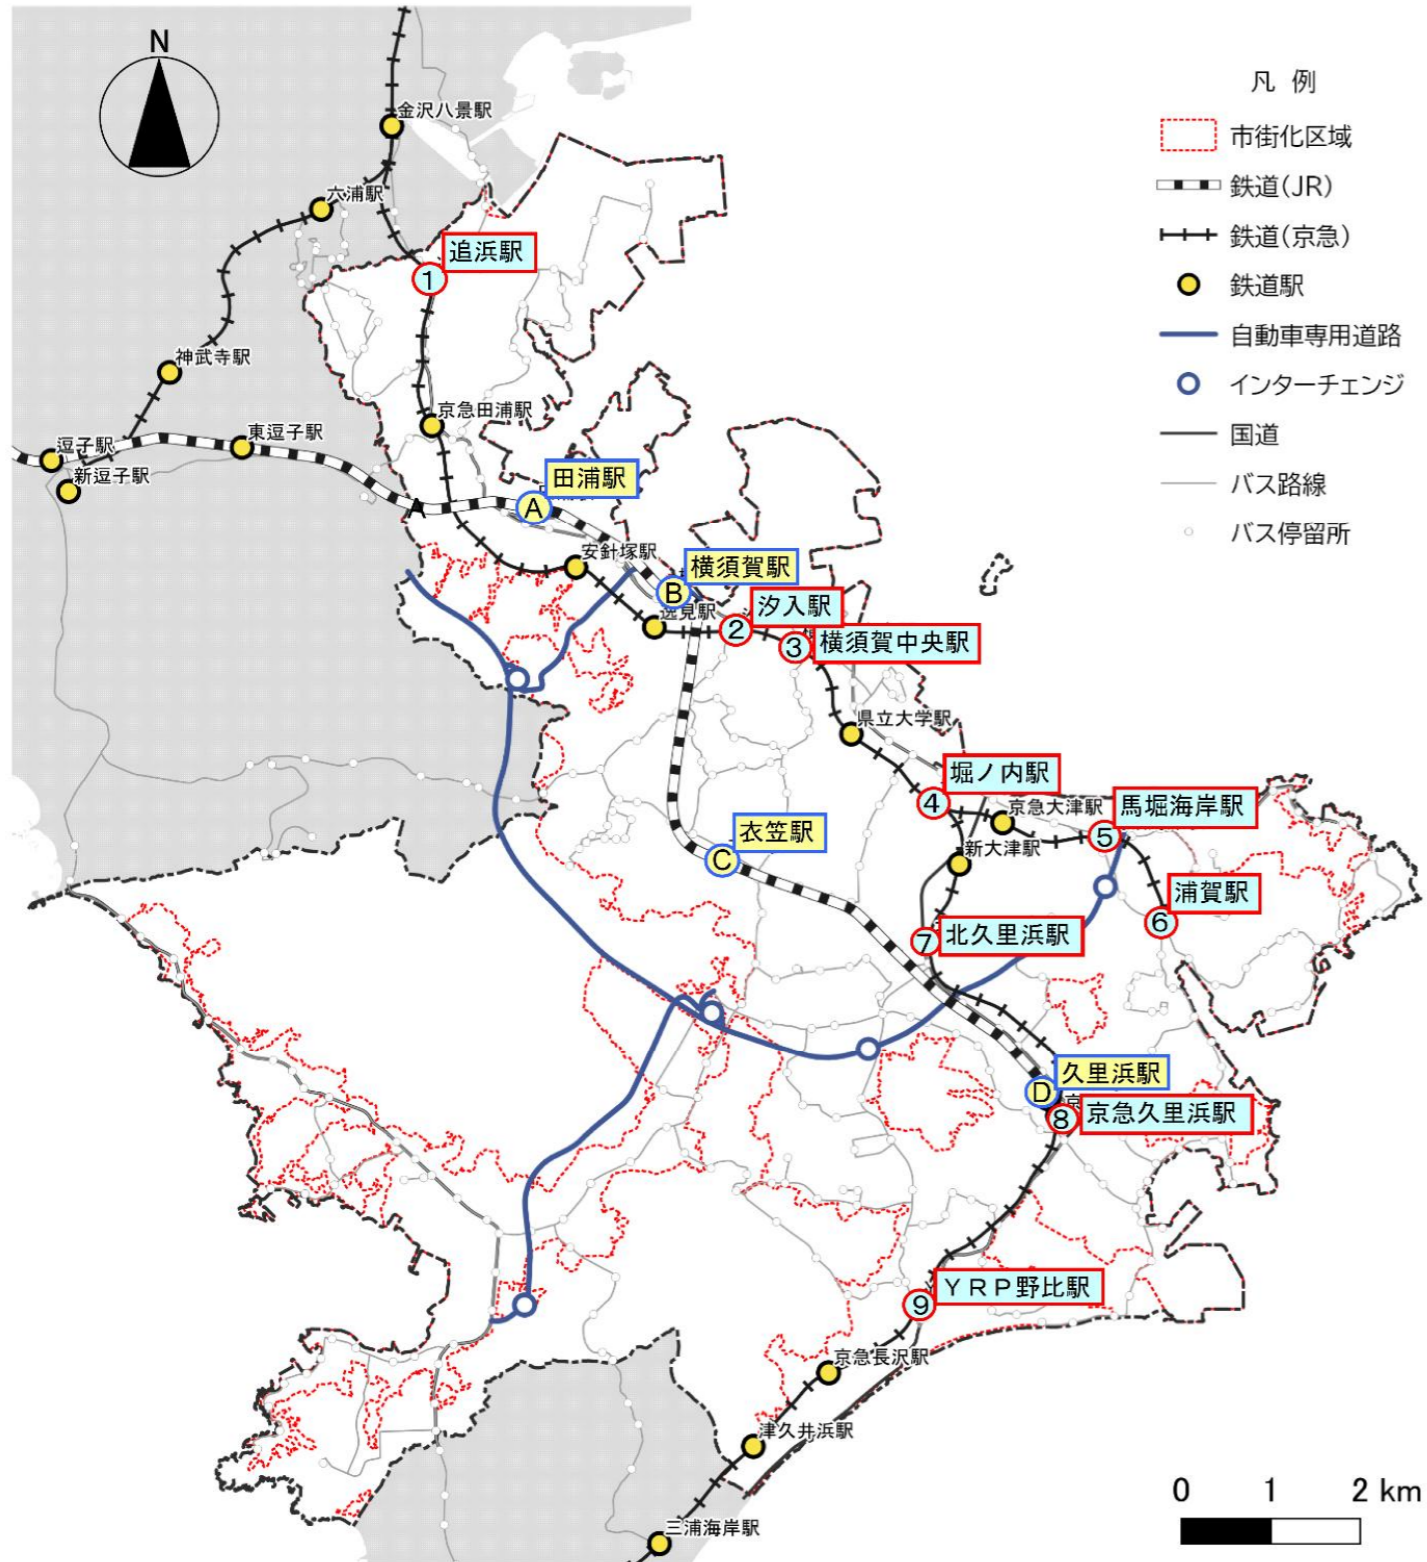 N
凡 例
市街化区域
鉄道(JR)
鉄道(京急)
鉄道駅
自動車専用道路
インターチェンジ
国道
バス路線
バス停留所
金沢八景駅
六浦駅
追浜駅
1
神武寺駅
京急田浦駅
東逗子駅
逗子駅
新逗子駅
田浦駅
A
安針塚駅
横須賀駅
B
逸見駅
汐入駅
2
横須賀中央駅
3
県立大学駅
堀ノ内駅
4
京急大津駅
馬堀海岸駅
5
衣笠駅
C
新大津駅
浦賀駅
6
北久里浜駅
7
久里浜駅
D
京急久里浜駅
8
YRP野比駅
9
京急長沢駅
津久井浜駅
三浦海岸駅
0 1 2 km